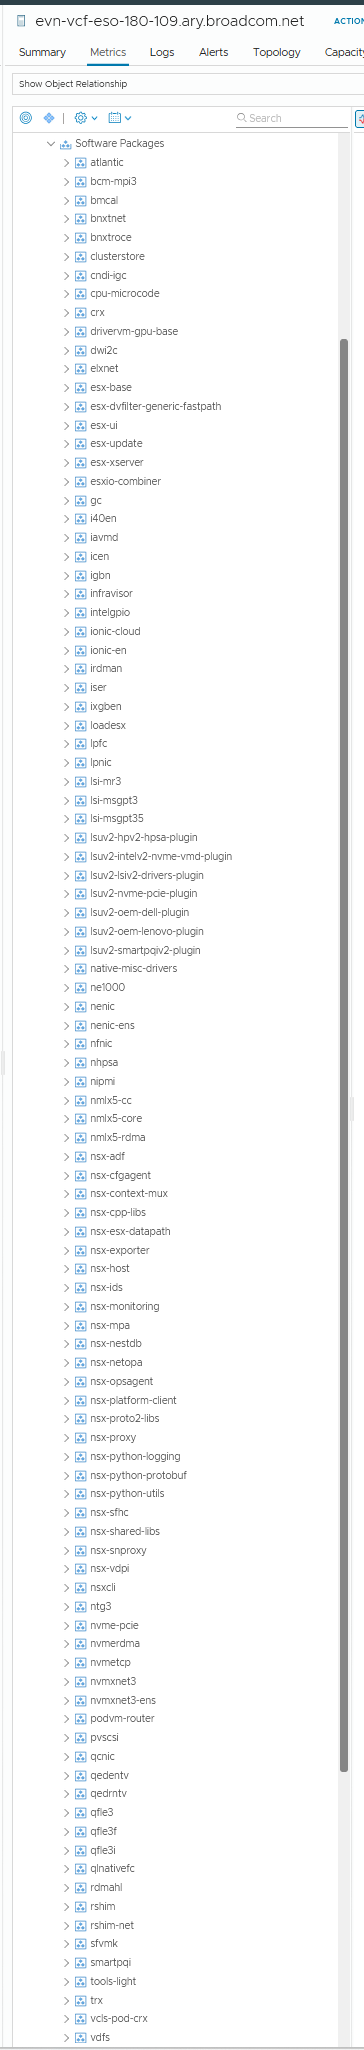 evn-vcf-eso-180-109.ary.broadcom.net
ACTION
Summary Metrics Logs Alerts Topology Capacity
Show Object Relationship
Search
Software Packages
atlantic
bcm-mpi3
bmcal
bnxtnet
bnxtroce
clusterstore
cndi-igc
cpu-microcode
crx
drivervm-gpu-base
dwi2c
elxnet
esx-base
esx-dvfilter-generic-fastpath
esx-ui
esx-update
esx-xserver
esxio-combiner
gc
i40en
iavmd
icen
igbn
infravisor
intelgpio
ionic-cloud
ionic-en
irdman
iser
ixgben
loadesx
lpfc
lpnic
lsi-mr3
lsi-msgpt3
lsi-msgpt35
lsuv2-hpv2-hpsa-plugin
lsuv2-intelv2-nvme-vmd-plugin
lsuv2-lsiv2-drivers-plugin
lsuv2-nvme-pcie-plugin
lsuv2-oem-dell-plugin
lsuv2-oem-lenovo-plugin
lsuv2-smartpqiv2-plugin
native-misc-drivers
ne1000
nenic
nenic-ens
nfnic
nhpsa
nipmi
nmlx5-cc
nmlx5-core
nmlx5-rdma
nsx-adf
nsx-cfgagent
nsx-context-mux
nsx-cpp-libs
nsx-esx-datapath
nsx-exporter
nsx-host
nsx-ids
nsx-monitoring
nsx-mpa
nsx-nestdb
nsx-netopa
nsx-opsagent
nsx-platform-client
nsx-proto2-libs
nsx-proxy
nsx-python-logging
nsx-python-protobuf
nsx-python-utils
nsx-sfhc
nsx-shared-libs
nsx-snproxy
nsx-vdpi
nsxcli
ntg3
nvme-pcie
nvmerdma
nvmetcp
nvmxnet3
nvmxnet3-ens
podvm-router
pvscsi
qcnic
qedentv
qedrntv
qfle3
qfle3f
qfle3i
qlnativefc
rdmahl
rshim
rshim-net
sfvmk
smartpqi
tools-light
trx
vcls-pod-crx
vdfs